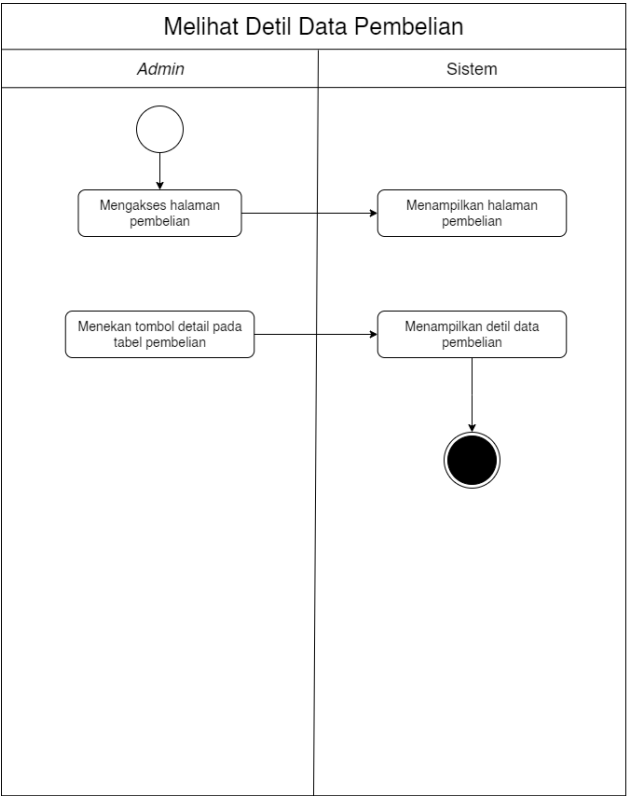 Melihat Detil Data Pembelian
Admin
Sistem
Mengakses halaman
pembelian
Menampilkan halaman
pembelian
Menekan tombol detail pada
tabel pembelian
Menampilkan detil data
pembelian